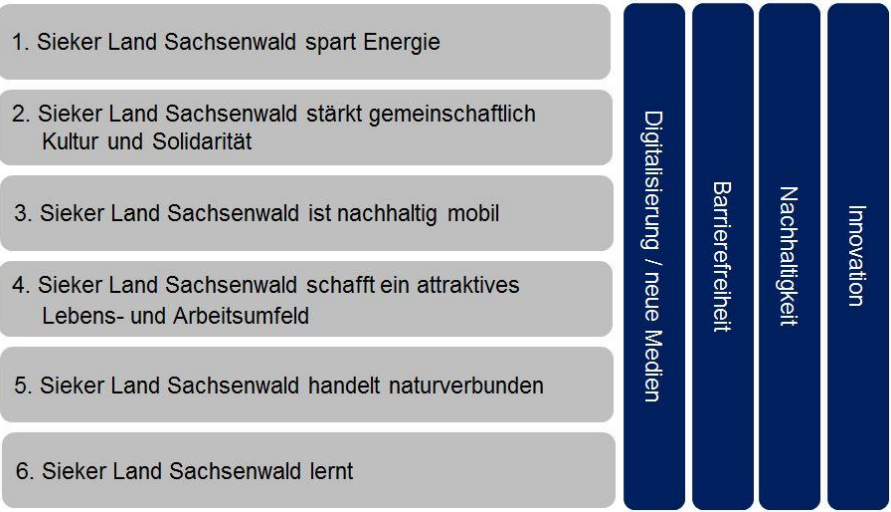 1. Sieker Land Sachsenwald spart Energie
2. Sieker Land Sachsenwald stärkt gemeinschaftlich
Kultur und Solidarität
3. Sieker Land Sachsenwald ist nachhaltig mobil
4. Sieker Land Sachsenwald schafft ein attraktives
Lebens- und Arbeitsumfeld
5. Sieker Land Sachsenwald handelt naturverbunden
6. Sieker Land Sachsenwald lernt
Digitalisierung / neue Medien
Barrierefreiheit
Nachhaltigkeit
Innovation